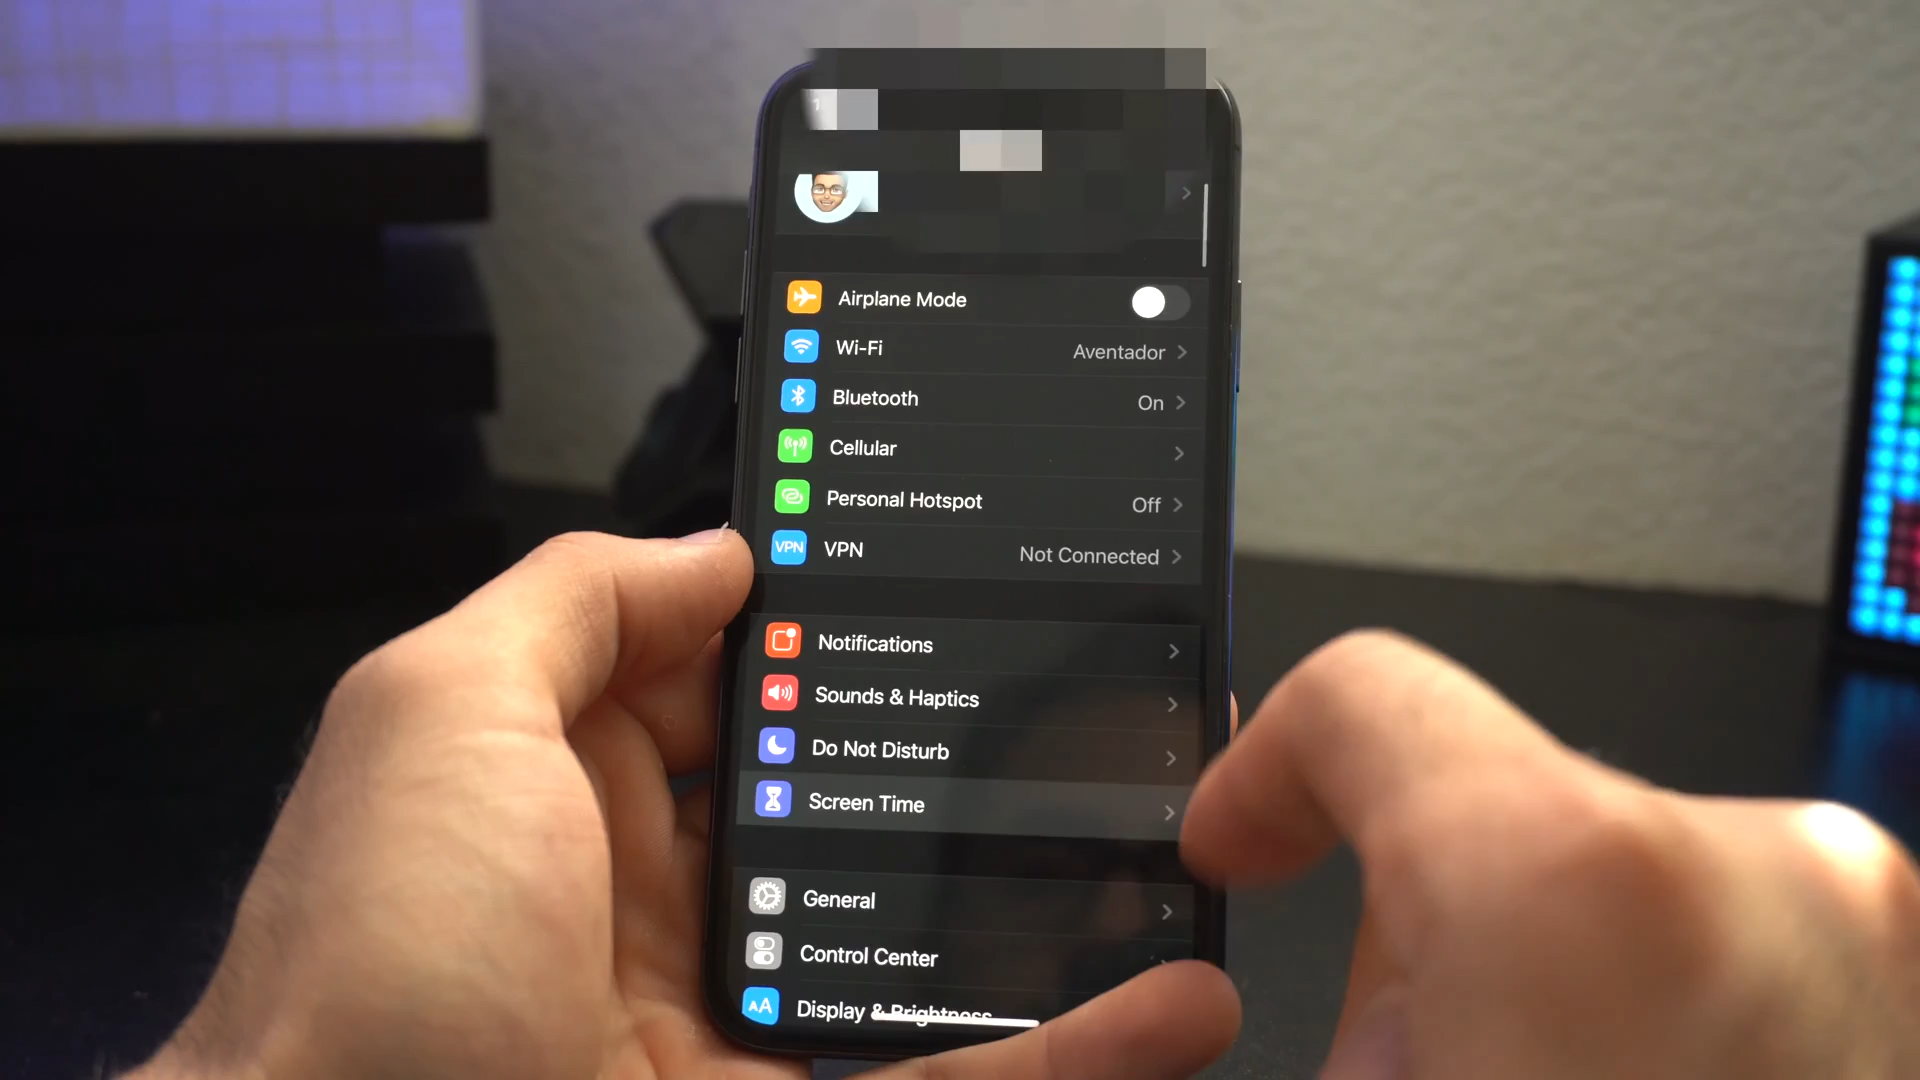 Airplane Mode
Wi-Fi Aventador
Bluetooth On
Cellular
Personal Hotspot Off
VPN VPN Not Connected
Notifications
Sounds & Haptics
Do Not Disturb
Screen Time
General
Control Center
AA Display & Brightness